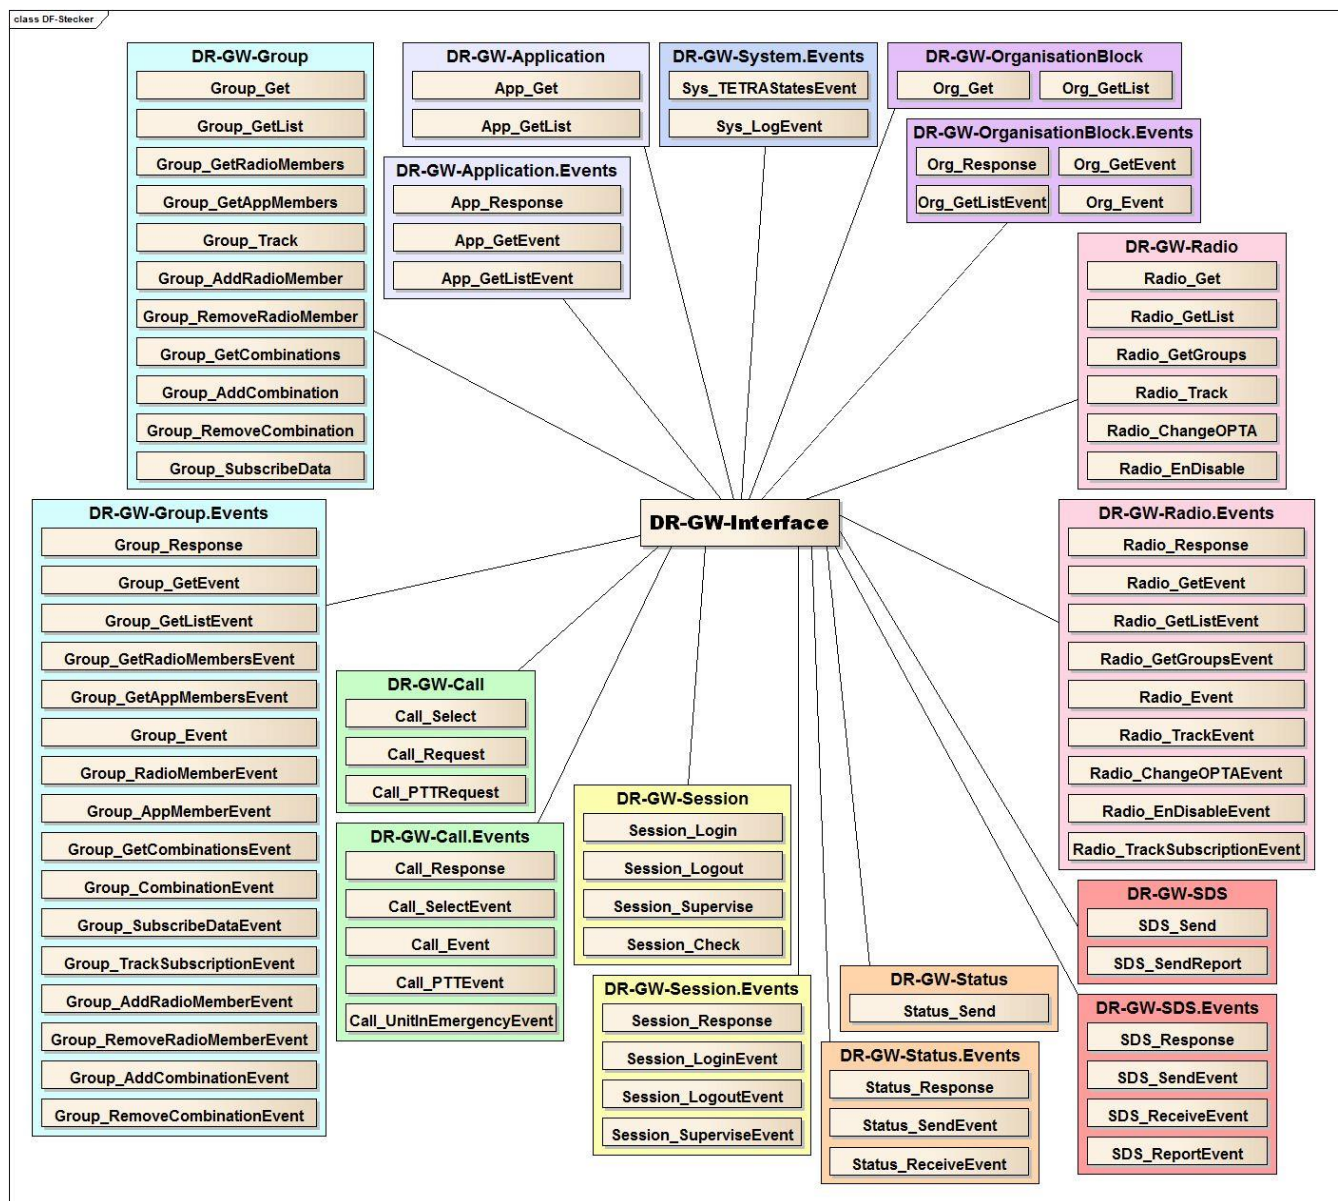 class DF-Stecker
DR-GW-Group
Group_Get
Group_GetList
Group_GetRadioMembers
Group_GetAppMembers
Group_Track
Group_AddRadioMember
Group_RemoveRadioMember
Group_GetCombinations
Group_AddCombination
Group_RemoveCombination
Group_SubscribeData
DR-GW-Application
App_Get
App_GetList
DR-GW-Application.Events
App_Response
App_GetEvent
App_GetListEvent
DR-GW-System.Events
Sys_TETRAStatesEvent
Sys_LogEvent
DR-GW-OrganisationBlock
Org_Get
Org_GetList
DR-GW-OrganisationBlock.Events
Org_Response
Org_GetEvent
Org_GetListEvent
Org_Event
DR-GW-Radio
Radio_Get
Radio_GetList
Radio_GetGroups
Radio_Track
Radio_ChangeOPTA
Radio_EnDisable
DR-GW-Interface
DR-GW-Group.Events
Group_Response
Group_GetEvent
Group_GetListEvent
Group_GetRadioMembersEvent
Group_GetAppMembersEvent
Group_Event
Group_RadioMemberEvent
Group_AppMemberEvent
Group_GetCombinationsEvent
Group_CombinationEvent
Group_SubscribeDataEvent
Group_TrackSubscriptionEvent
Group_AddRadioMemberEvent
Group_RemoveRadioMemberEvent
Group_AddCombinationEvent
Group_RemoveCombinationEvent
DR-GW-Call
Call_Select
Call_Request
Call_PTTRequest
DR-GW-Call.Events
Call_Response
Call_SelectEvent
Call_Event
Call_PTTEvent
Call_UnitInEmergencyEvent
DR-GW-Session
Session_Login
Session_Logout
Session_Supervise
Session_Check
DR-GW-Session.Events
Session_Response
Session_LoginEvent
Session_LogoutEvent
Session_SuperviseEvent
DR-GW-Status
Status_Send
DR-GW-Status.Events
Status_Response
Status_SendEvent
Status_ReceiveEvent
DR-GW-Radio.Events
Radio_Response
Radio_GetEvent
Radio_GetListEvent
Radio_GetGroupsEvent
Radio_Event
Radio_TrackEvent
Radio_ChangeOPTAEvent
Radio_EnDisableEvent
Radio_TrackSubscriptionEvent
DR-GW-SDS
SDS_Send
SDS_SendReport
DR-GW-SDS.Events
SDS_Response
SDS_SendEvent
SDS_ReceiveEvent
SDS_ReportEvent